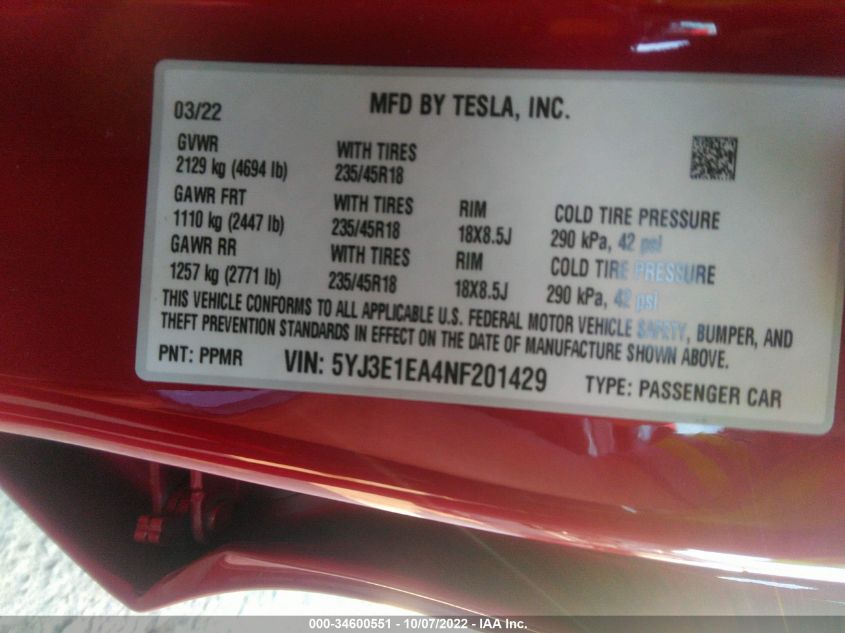 03/22 MFD BY TESLA, INC.
GVWR
2129 kg (4694 lb) WITH TIRES 235/45R18
GAWR FRT WITH TIRES RIM COLD TIRE PRESSURE
1110 kg (2447 lb) 235/45R18 18X8.5J 290 kPa, 42 psi
GAWR RR WITH TIRES RIM COLD TIRE PRESSURE
1257 kg (2771 lb) 235/45R18 18X8.5J 290 kPa, 42 psi
THIS VEHICLE CONFORMS TO ALL APPLICABLE U.S. FEDERAL MOTOR VEHICLE SAFETY, BUMPER, AND
THEFT PREVENTION STANDARDS IN EFFECT ON THE DATE OF MANUFACTURE SHOWN ABOVE.
PNT: PPMR VIN: 5YJ3E1EA4NF201429 TYPE: PASSENGER CAR
000-34600551 - 10/07/2022 - IAA Inc.